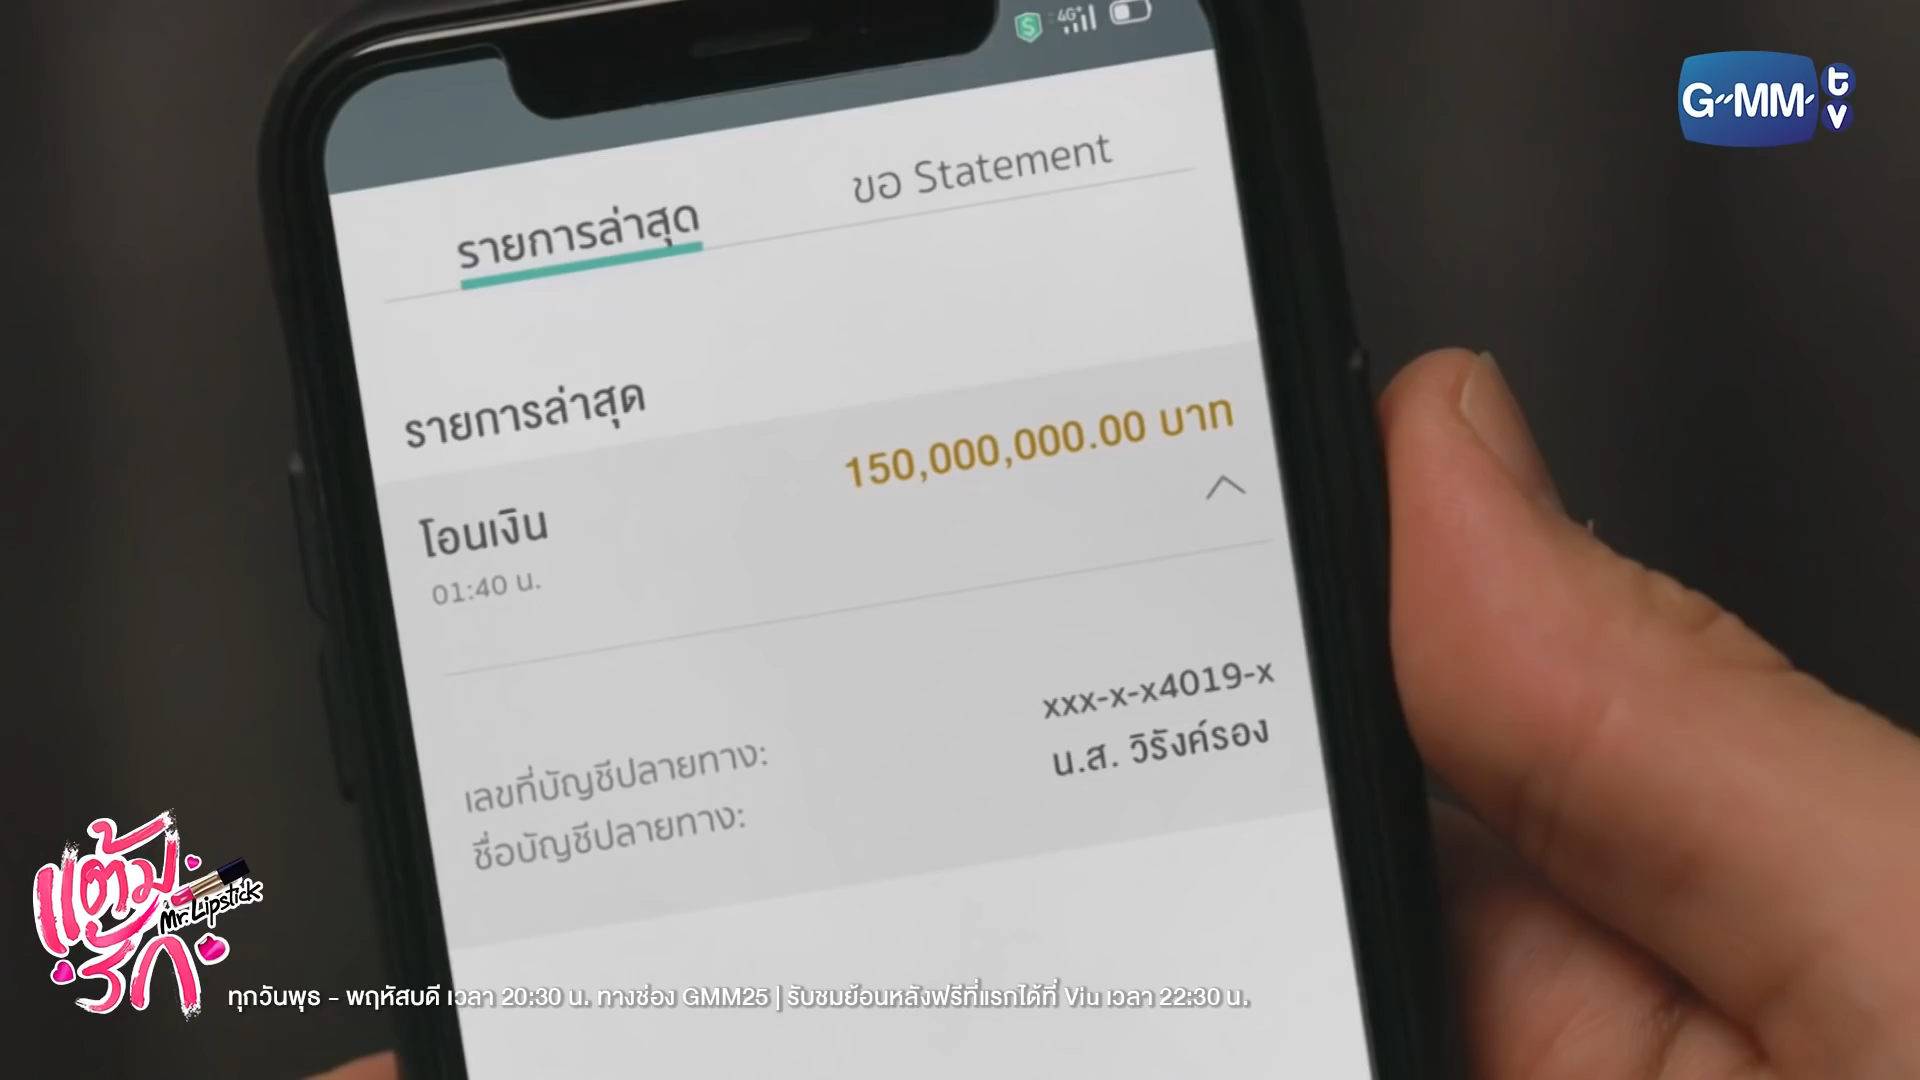 4G+
GMM tv
รายการล่าสุด
ขอ Statement
รายการล่าสุด
150,000,000.00 บาท
โอนเงิน
01:40 น.
xxx-x-x4019-x
เลขที่บัญชีปลายทาง:
น.ส. วิรังค์รอง
ชื่อบัญชีปลายทาง:
แต้มรัก
Mr.Lipstick
ทุกวันพุธ - พฤหัสบดี เวลา 20:30 น. ทางช่อง GMM25 | รับชมย้อนหลังฟรีที่แรกได้ที่ Viu เวลา 22:30 น.